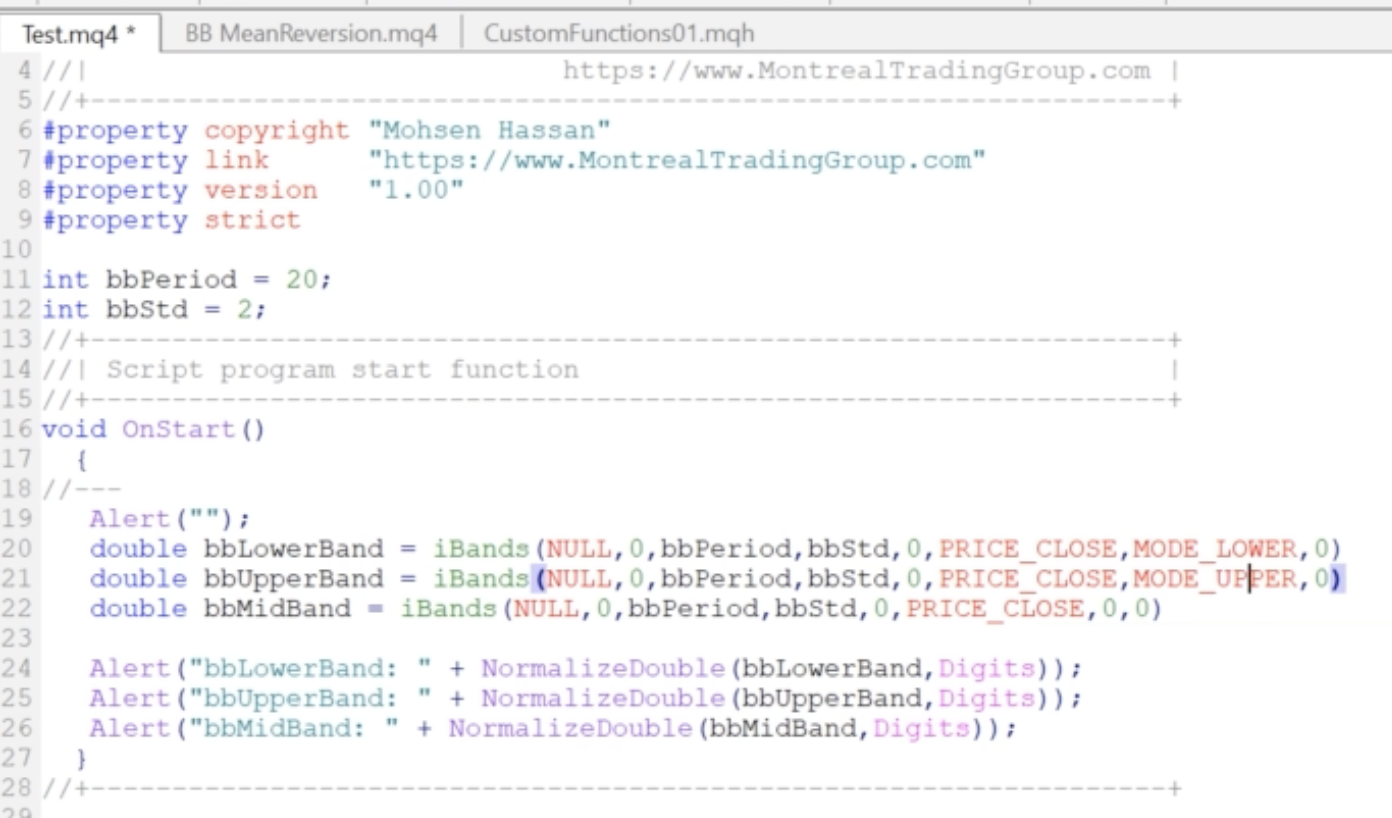 Test.mq4 * BB MeanReversion.mq4 CustomFunctions01.mqh
4 //| https://www.MontrealTradingGroup.com |
5 //+------------------------------------------------------------------+
6 #property copyright "Mohsen Hassan"
7 #property link      "https://www.MontrealTradingGroup.com"
8 #property version   "1.00"
9 #property strict
10
11 int bbPeriod = 20;
12 int bbStd = 2;
13 //+------------------------------------------------------------------+
14 //| Script program start function                                    |
15 //+------------------------------------------------------------------+
16 void OnStart()
17   {
18 //---
19    Alert("");
20    double bbLowerBand = iBands(NULL,0,bbPeriod,bbStd,0,PRICE_CLOSE,MODE_LOWER,0)
21    double bbUpperBand = iBands(NULL,0,bbPeriod,bbStd,0,PRICE_CLOSE,MODE_UPPER,0)
22    double bbMidBand = iBands(NULL,0,bbPeriod,bbStd,0,PRICE_CLOSE,0,0)
23
24    Alert("bbLowerBand: " + NormalizeDouble(bbLowerBand,Digits));
25    Alert("bbUpperBand: " + NormalizeDouble(bbUpperBand,Digits));
26    Alert("bbMidBand: " + NormalizeDouble(bbMidBand,Digits));
27   }
28 //+------------------------------------------------------------------+
29